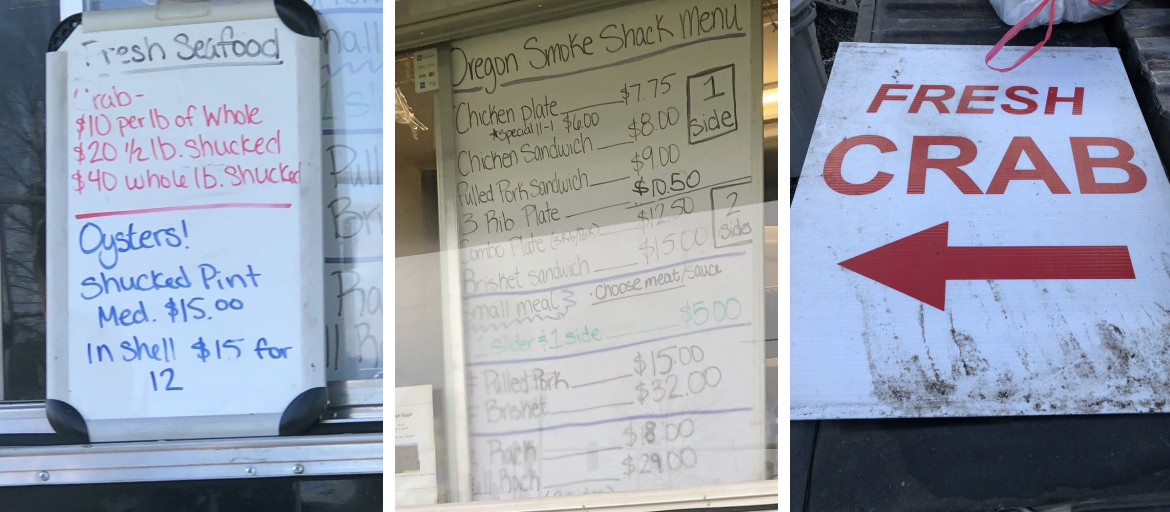 Fresh Seafood
Crab-
$10 per lb of Whole
$20 1/2 lb. Shucked
$40 whole lb. Shucked
Oysters!
Shucked Pint
Med. $15.00
In Shell $15 for
12
Oregon Smoke Shack Menu
Chicken plate $7.75
*Special 11-1 $6.00
Chicken Sandwich $8.00
1
side
Pulled Pork Sandwich $9.00
3 Rib Plate $10.50
Combo Plate $12.50
Brisket Sandwich $15.00
2
sides
Small meal · Choose meat/sauce
1 slider & 1 side $5.00
Pulled Pork $15.00
Brisket $32.00
Rach $18.00
Rach $29.00
FRESH
CRAB